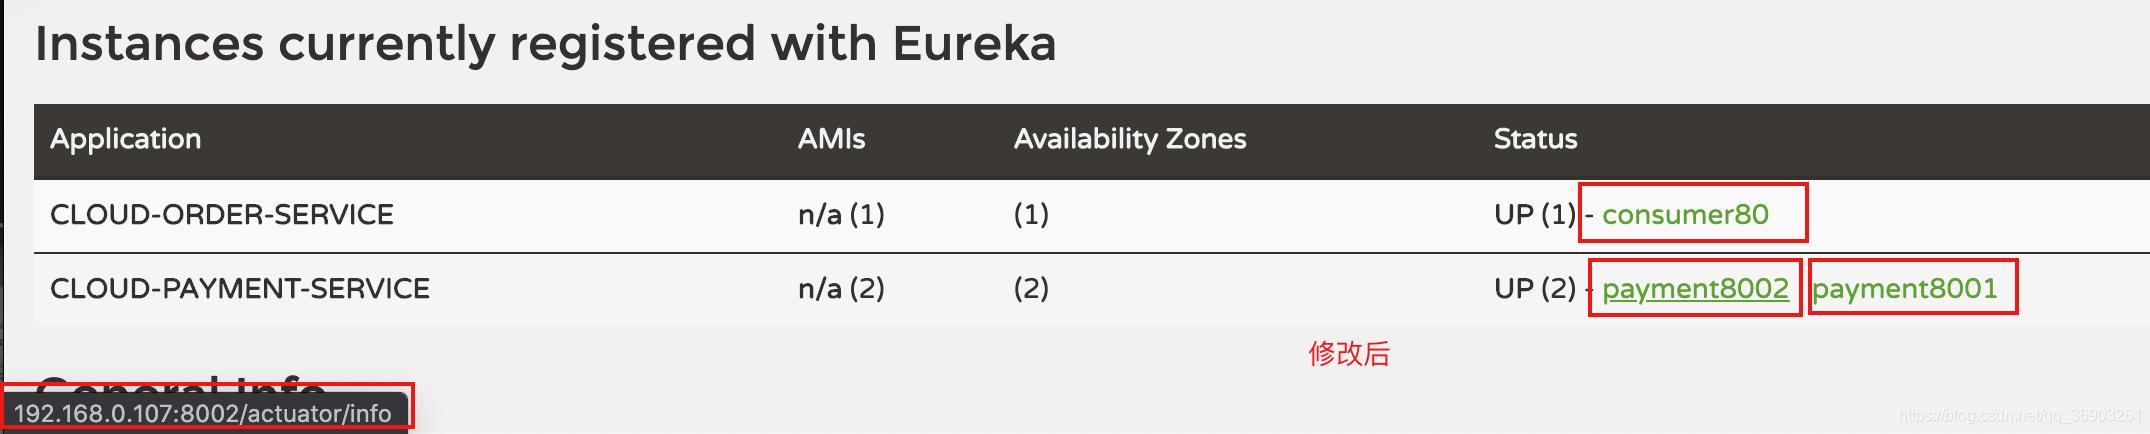 Instances currently registered with Eureka
Application AMIs Availability Zones Status
CLOUD-ORDER-SERVICE n/a (1) (1) UP (1) - consumer80
CLOUD-PAYMENT-SERVICE n/a (2) (2) UP (2) - payment8002 payment8001
修改后
General Info
192.168.0.107:8002/actuator/info
https://blog.csdn.net/qq_36903261